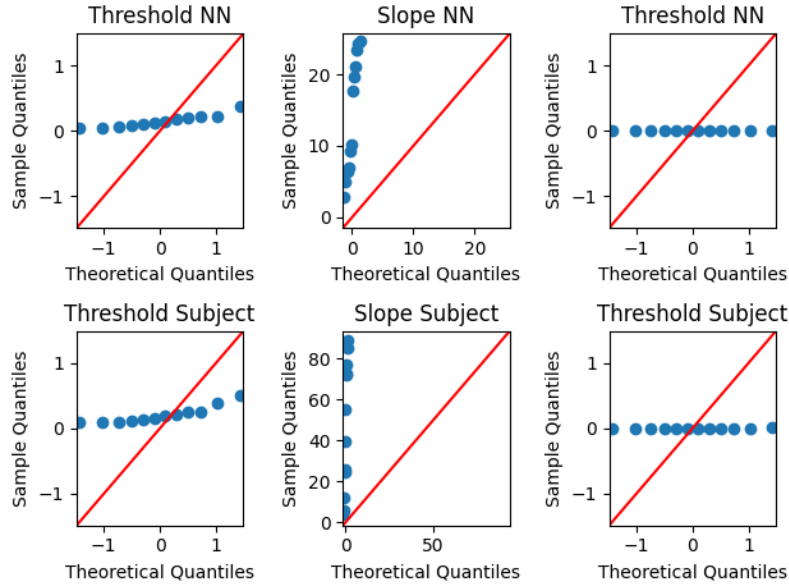 Threshold NN
Slope NN
Threshold NN
1
0
−1
Sample Quantiles
−1 0 1
Theoretical Quantiles
20
10
0
Sample Quantiles
0 10 20
Theoretical Quantiles
1
0
−1
Sample Quantiles
−1 0 1
Theoretical Quantiles
Threshold Subject
Slope Subject
Threshold Subject
1
0
−1
Sample Quantiles
−1 0 1
Theoretical Quantiles
80
60
40
20
0
Sample Quantiles
0 50
Theoretical Quantiles
1
0
−1
Sample Quantiles
−1 0 1
Theoretical Quantiles